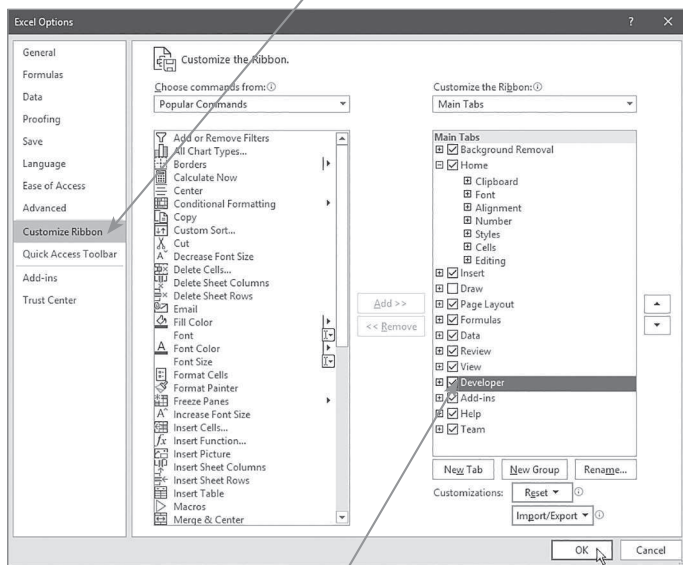 Excel Options
General
Formulas
Data
Proofing
Save
Language
Ease of Access
Advanced
Customize Ribbon
Quick Access Toolbar
Add-ins
Trust Center
Customize the Ribbon.
Choose commands from:
Popular Commands
Add or Remove Filters
All Chart Types...
Borders
Calculate Now
Center
Conditional Formatting
Copy
Custom Sort...
Cut
Decrease Font Size
Delete Cells...
Delete Sheet Columns
Delete Sheet Rows
Email
Fill Color
Font
Font Color
Font Size
Format Cells
Format Painter
Freeze Panes
Increase Font Size
Insert Cells...
Insert Function...
Insert Picture
Insert Sheet Columns
Insert Sheet Rows
Insert Table
Macros
Merge & Center
Add >>
<< Remove
Customize the Ribbon:
Main Tabs
Main Tabs
Background Removal
Home
Clipboard
Font
Alignment
Number
Styles
Cells
Editing
Insert
Draw
Page Layout
Formulas
Data
Review
View
Developer
Add-ins
Help
Team
New Tab New Group Rename...
Customizations: Reset
Import/Export
OK Cancel